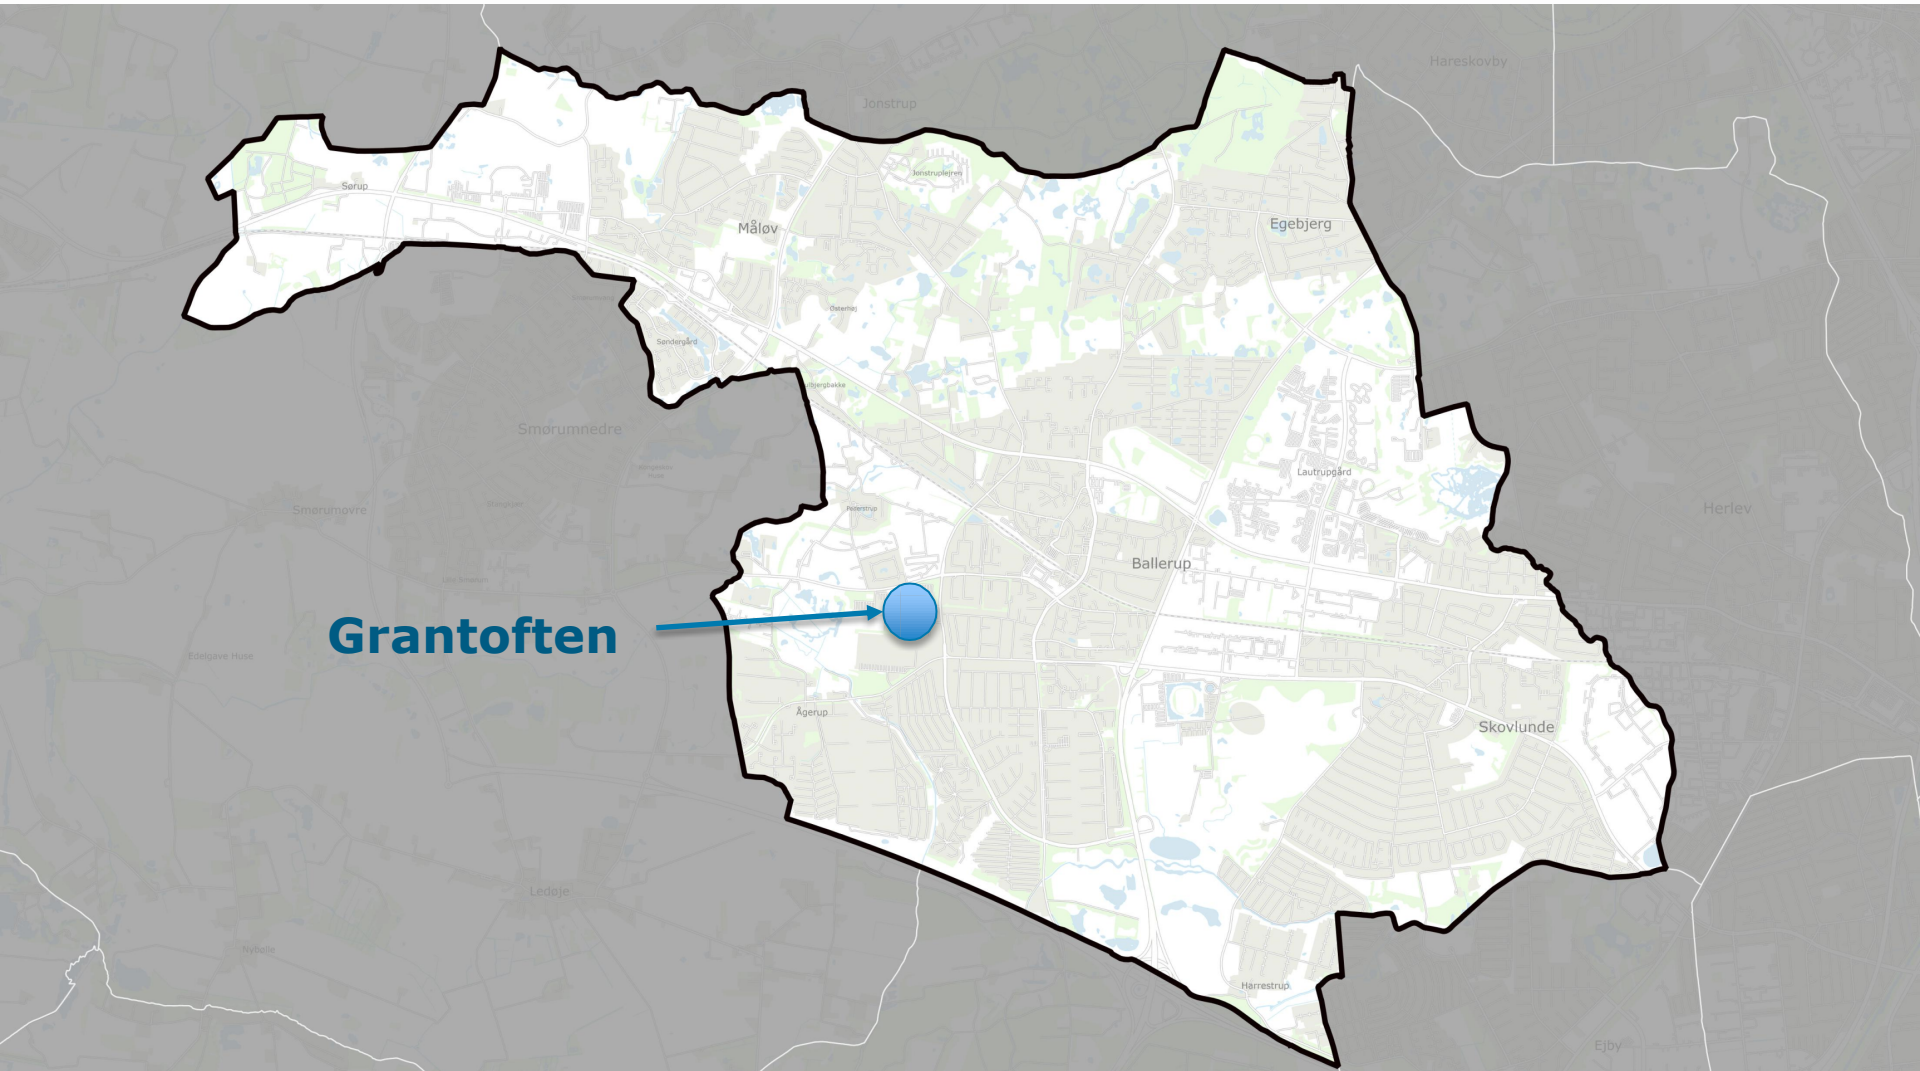 Hareskovby
Jonstrup
Jonstruplejren
Sørup
Måløv
Egebjerg
Østerhøj
Søndergård
Smørumnedre
Lautrupgård
Smørumovre
Pederstrup
Herlev
Ballerup
Grantoften
Edelgave Huse
Ågerup
Skovlunde
Ledøje
Nybølle
Harrestrup
Ejby